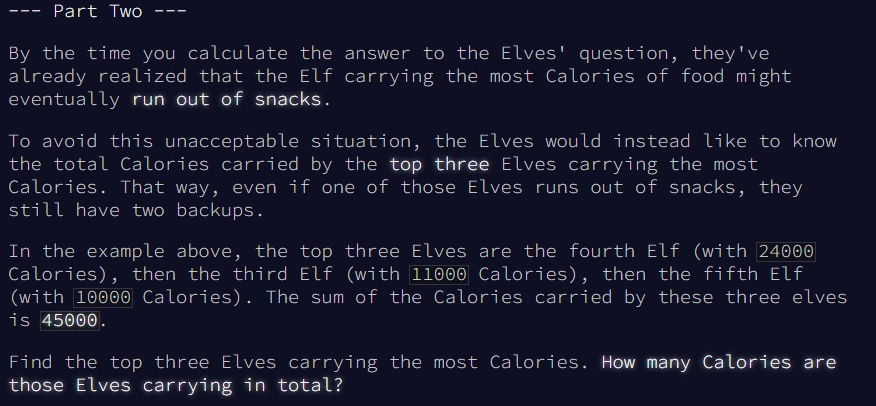 --- Part Two ---
By the time you calculate the answer to the Elves' question, they've
already realized that the Elf carrying the most Calories of food might
eventually run out of snacks.
To avoid this unacceptable situation, the Elves would instead like to know
the total Calories carried by the top three Elves carrying the most
Calories. That way, even if one of those Elves runs out of snacks, they
still have two backups.
In the example above, the top three Elves are the fourth Elf (with 24000
Calories), then the third Elf (with 11000 Calories), then the fifth Elf
(with 10000 Calories). The sum of the Calories carried by these three elves
is 45000.
Find the top three Elves carrying the most Calories. How many Calories are
those Elves carrying in total?